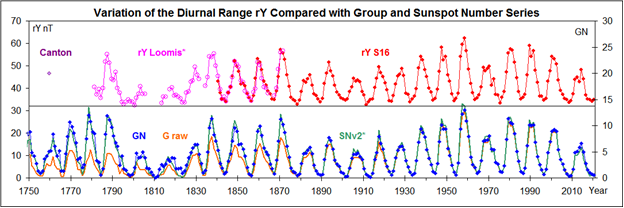 Variation of the Diurnal Range rY Compared with Group and Sunspot Number Series
70 rY nT rY Loomis* rY S16 GN 30
60 Canton 25
50 20
40 15
30 10
20 GN G raw SNv2* 5
10 0
0
1750 1770 1790 1810 1830 1850 1870 1890 1910 1930 1950 1970 1990 2010 Year